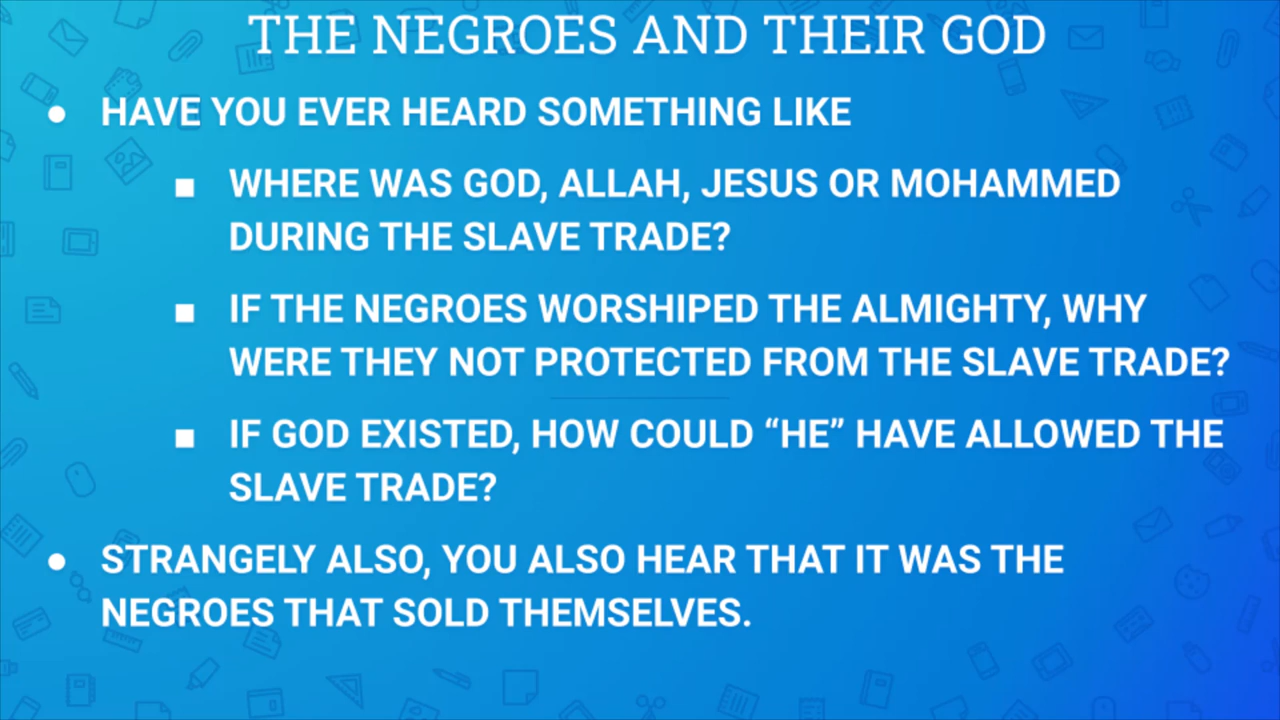 THE NEGROES AND THEIR GOD
● HAVE YOU EVER HEARD SOMETHING LIKE
■ WHERE WAS GOD, ALLAH, JESUS OR MOHAMMED
DURING THE SLAVE TRADE?
■ IF THE NEGROES WORSHIPED THE ALMIGHTY, WHY
WERE THEY NOT PROTECTED FROM THE SLAVE TRADE?
■ IF GOD EXISTED, HOW COULD “HE” HAVE ALLOWED THE
SLAVE TRADE?
● STRANGELY ALSO, YOU ALSO HEAR THAT IT WAS THE
NEGROES THAT SOLD THEMSELVES.